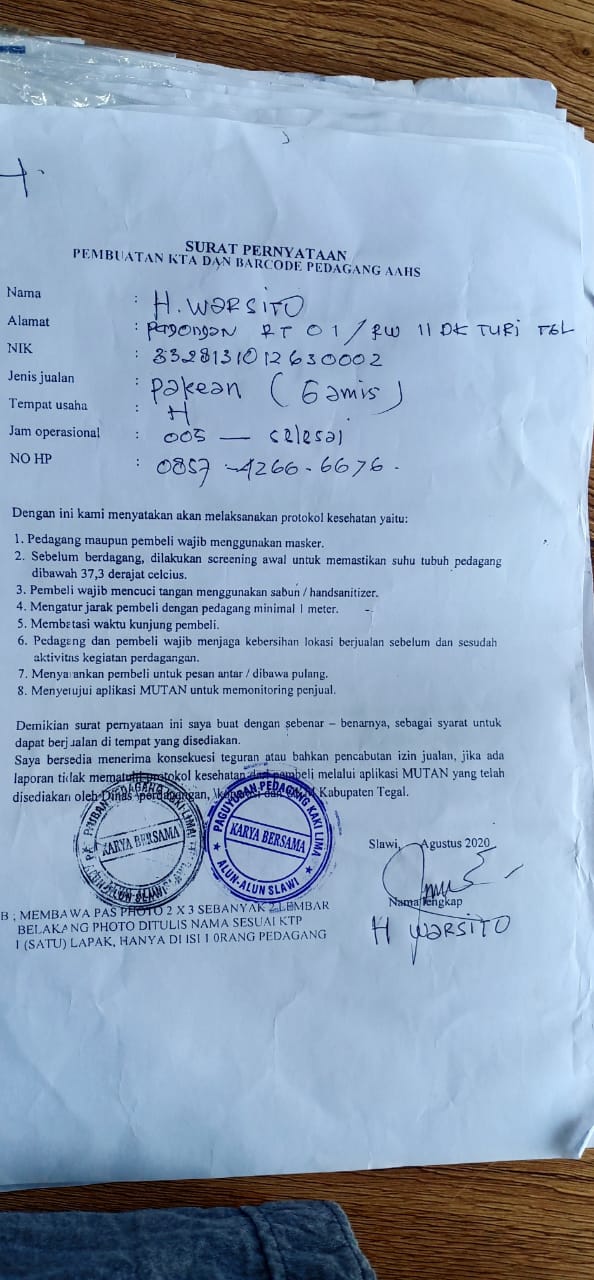 H.
SURAT PERNYATAAN
PEMBUATAN KTA DAN BARCODE PEDAGANG AAHS
Nama : H. WARSITO
Alamat : PAGONGAN RT 01 / RW 11 DK TURI TGL
NIK : 3328131012630002
Jenis jualan : Pakean ( Gamis )
Tempat usaha : H
Jam operasional : 005 — selesai
NO HP : 0857-4266-6676.
Dengan ini kami menyatakan akan melaksanakan protokol kesehatan yaitu:
1. Pedagang maupun pembeli wajib menggunakan masker.
2. Sebelum berdagang, dilakukan screening awal untuk memastikan suhu tubuh pedagang
dibawah 37,3 derajat celcius.
3. Pembeli wajib mencuci tangan menggunakan sabun / handsanitizer.
4. Mengatur jarak pembeli dengan pedagang minimal 1 meter.
5. Membatasi waktu kunjung pembeli.
6. Pedagang dan pembeli wajib menjaga kebersihan lokasi berjualan sebelum dan sesudah
aktivitas kegiatan perdagangan.
7. Menyarankan pembeli untuk pesan antar / dibawa pulang.
8. Menyetujui aplikasi MUTAN untuk memonitoring penjual.
Demikian surat pernyataan ini saya buat dengan sebenar – benarnya, sebagai syarat untuk
dapat berjualan di tempat yang disediakan.
Saya bersedia menerima konsekuesi teguran atau bahkan pencabutan izin jualan, jika ada
laporan tidak mematuhi protokol kesehatan dari pembeli melalui aplikasi MUTAN yang telah
disediakan oleh Dinas Perdagangan, Kabupaten Tegal.
PAGUYUBAN PEDAGANG KAKI LIMA
KARYA BERSAMA
ALUN-ALUN SLAWI
PAGUYUBAN PEDAGANG KAKI LIMA
KARYA BERSAMA
ALUN-ALUN SLAWI
Slawi, Agustus 2020
Nama lengkap
H WARSITO
B ; MEMBAWA PAS PHOTO 2 X 3 SEBANYAK 2 LEMBAR
BELAKANG PHOTO DITULIS NAMA SESUAI KTP
1 (SATU) LAPAK, HANYA DI ISI 1 0RANG PEDAGANG